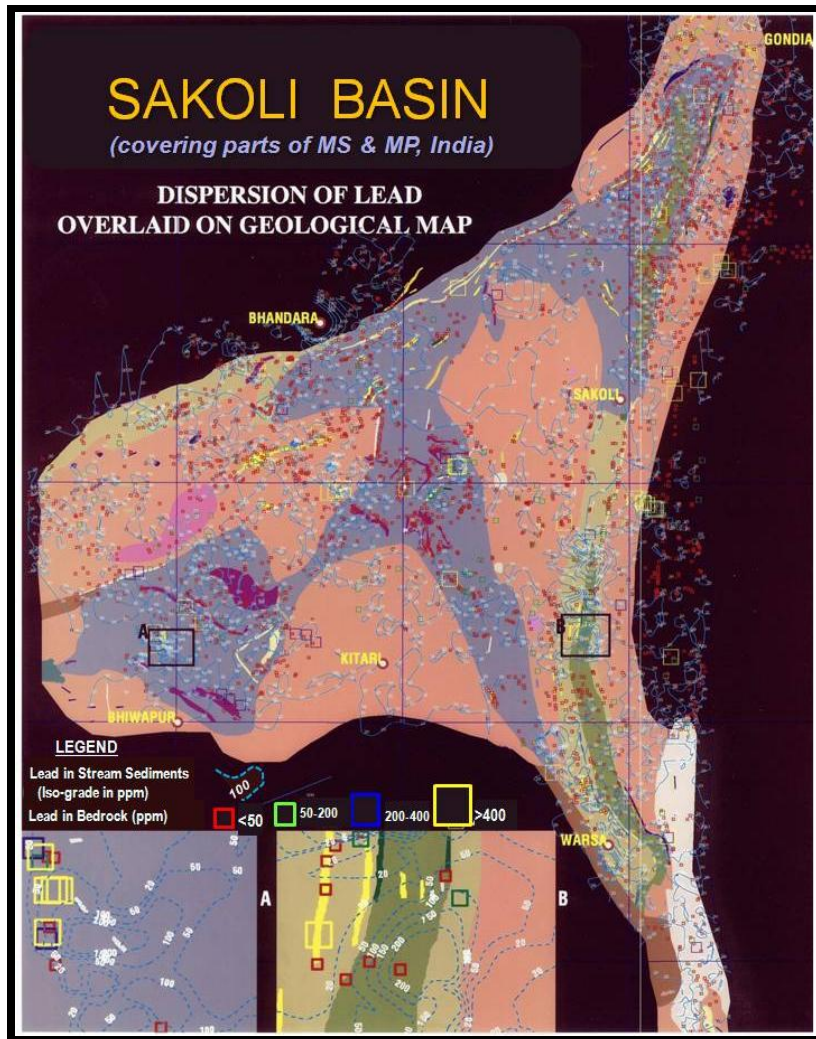 GONDIA
SAKOLI BASIN
(covering parts of MS & MP, India)
DISPERSION OF LEAD
OVERLAID ON GEOLOGICAL MAP
BHANDARA
SAKOLI
A
B
KITARI
BHIWAPUR
LEGEND
Lead in Stream Sediments
(Iso-grade in ppm)
100
Lead in Bedrock (ppm)
<50
50-200
200-400
>400
WARSA
A
B